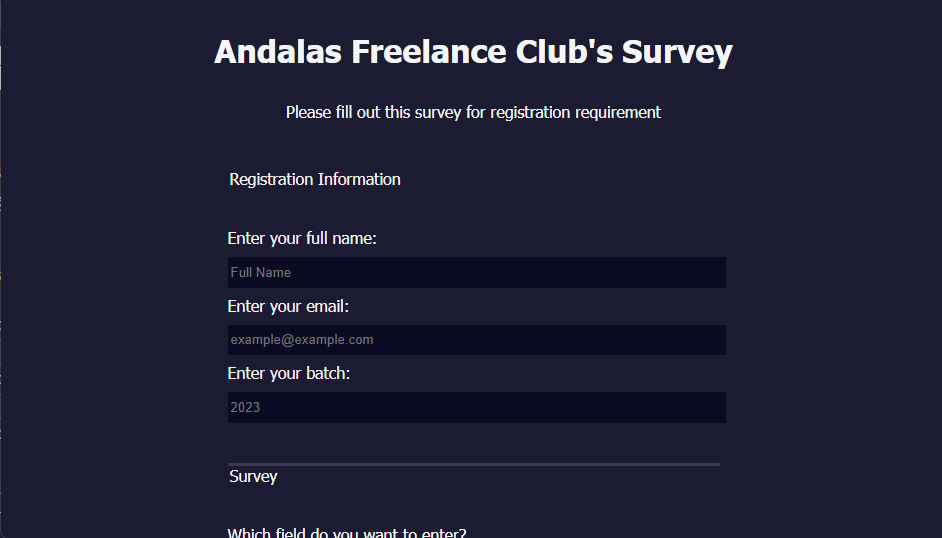 Andalas Freelance Club's Survey
Please fill out this survey for registration requirement
Registration Information
Enter your full name:
Full Name
Enter your email:
example@example.com
Enter your batch:
2023
Survey
Which field do you want to enter?